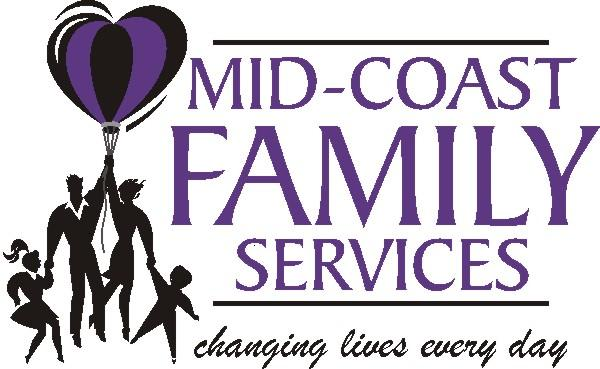 MID-COAST
FAMILY
SERVICES
changing lives every day